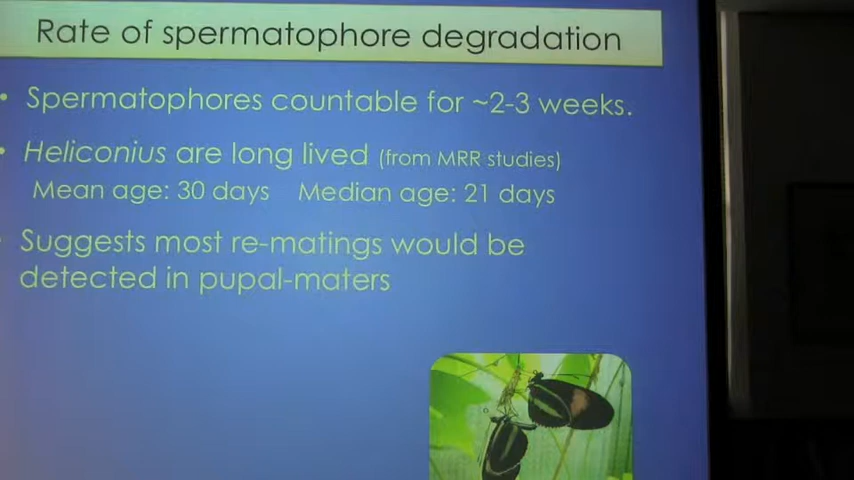 Rate of spermatophore degradation
• Spermatophores countable for ~2-3 weeks.
• Heliconius are long lived (from MRR studies)
Mean age: 30 days Median age: 21 days
• Suggests most re-matings would be
detected in pupal-maters